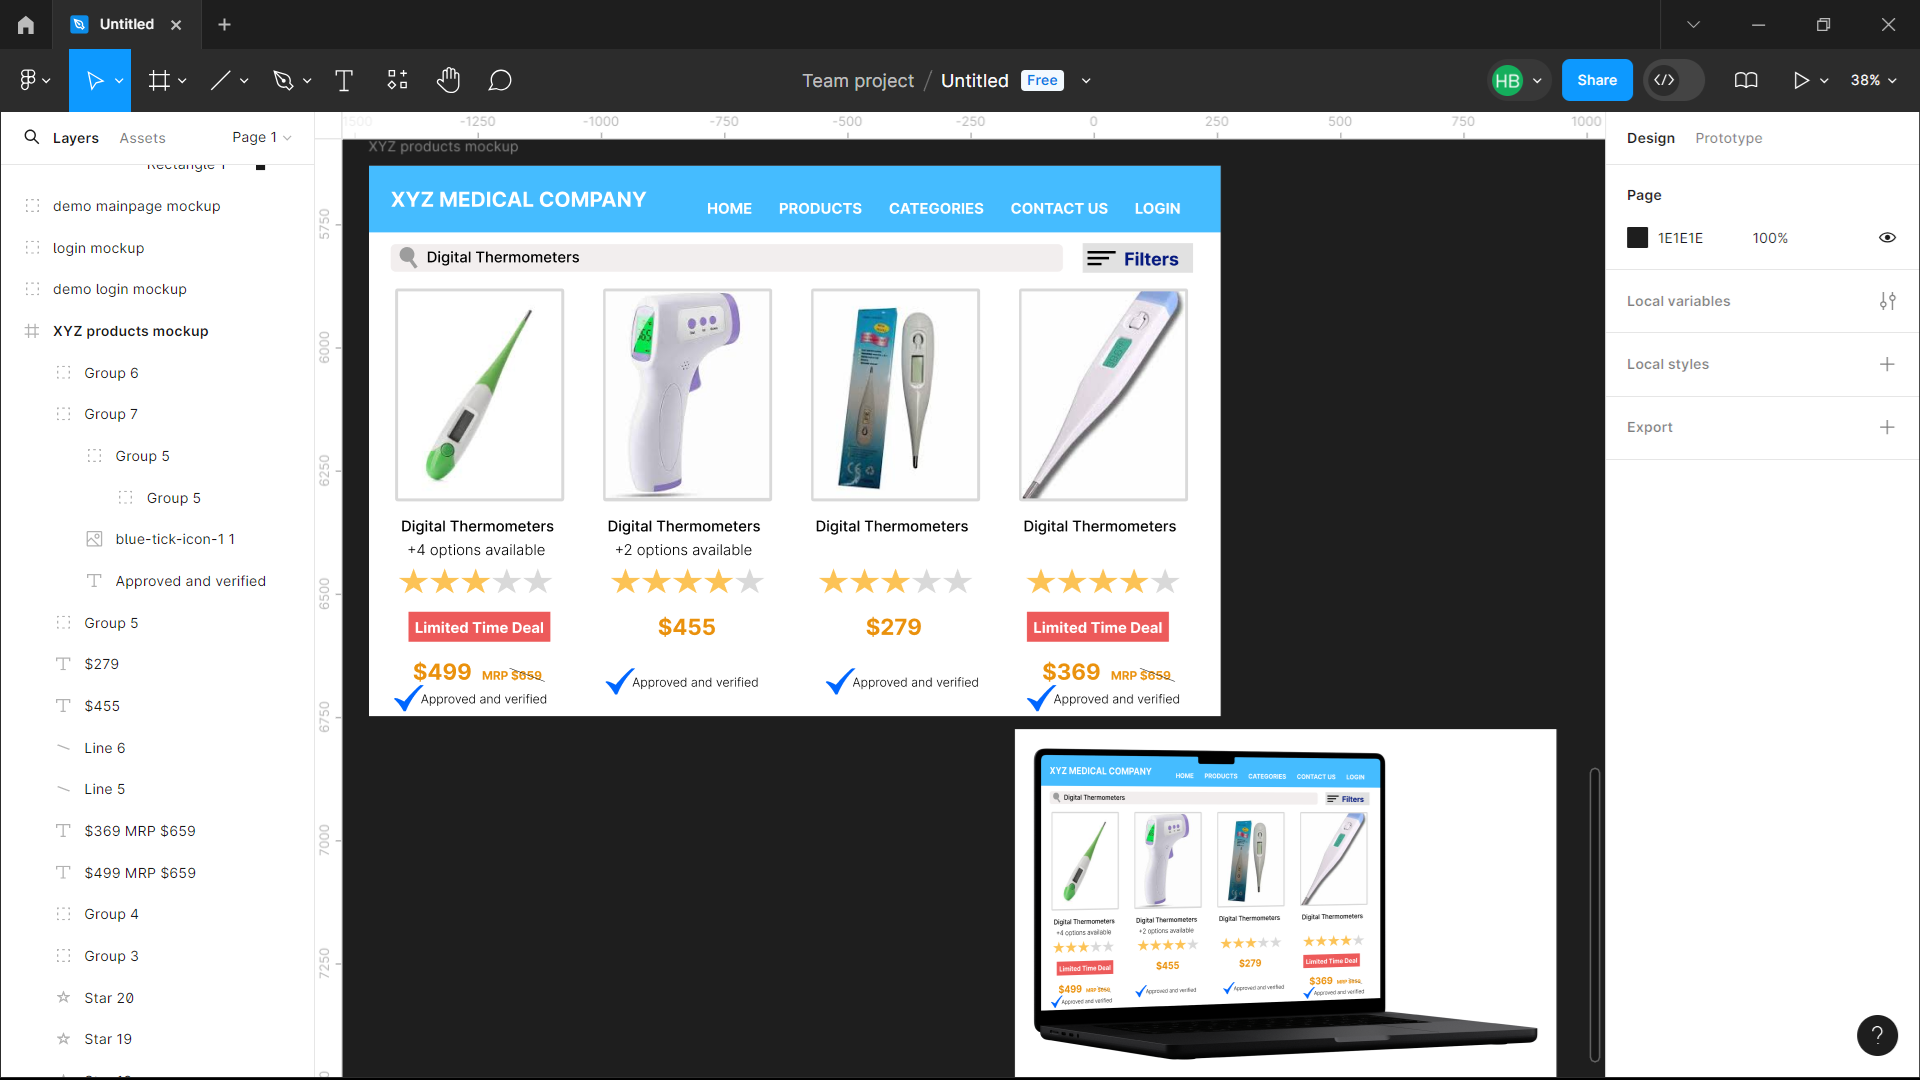 Untitled
Team project / Untitled Free
HB
Share
38%
Layers
Assets
Page 1
Rectangle 1
demo mainpage mockup
login mockup
demo login mockup
XYZ products mockup
Group 6
Group 7
Group 5
Group 5
blue-tick-icon-1 1
Approved and verified
Group 5
$279
$455
Line 6
Line 5
$369 MRP $659
$499 MRP $659
Group 4
Group 3
Star 20
Star 19
-1500 -1250 -1000 -750 -500 -250 0 250 500 750 1000
5750
6000
6250
6500
6750
7000
7250
XYZ products mockup
XYZ MEDICAL COMPANY
HOME PRODUCTS CATEGORIES CONTACT US LOGIN
Digital Thermometers
Filters
Digital Thermometers Digital Thermometers Digital Thermometers Digital Thermometers
+4 options available +2 options available
Limited Time Deal $455 $279 Limited Time Deal
$499 MRP $659 $369 MRP $659
Approved and verified Approved and verified Approved and verified Approved and verified
XYZ MEDICAL COMPANY
HOME PRODUCTS CATEGORIES CONTACT US LOGIN
Digital Thermometers
Filters
Digital Thermometers Digital Thermometers Digital Thermometers Digital Thermometers
+4 options available +2 options available
Limited Time Deal $455 $279 Limited Time Deal
$499 MRP $659 $369 MRP $659
Approved and verified Approved and verified Approved and verified Approved and verified
Design
Prototype
Page
1E1E1E 100%
Local variables
Local styles
Export
?